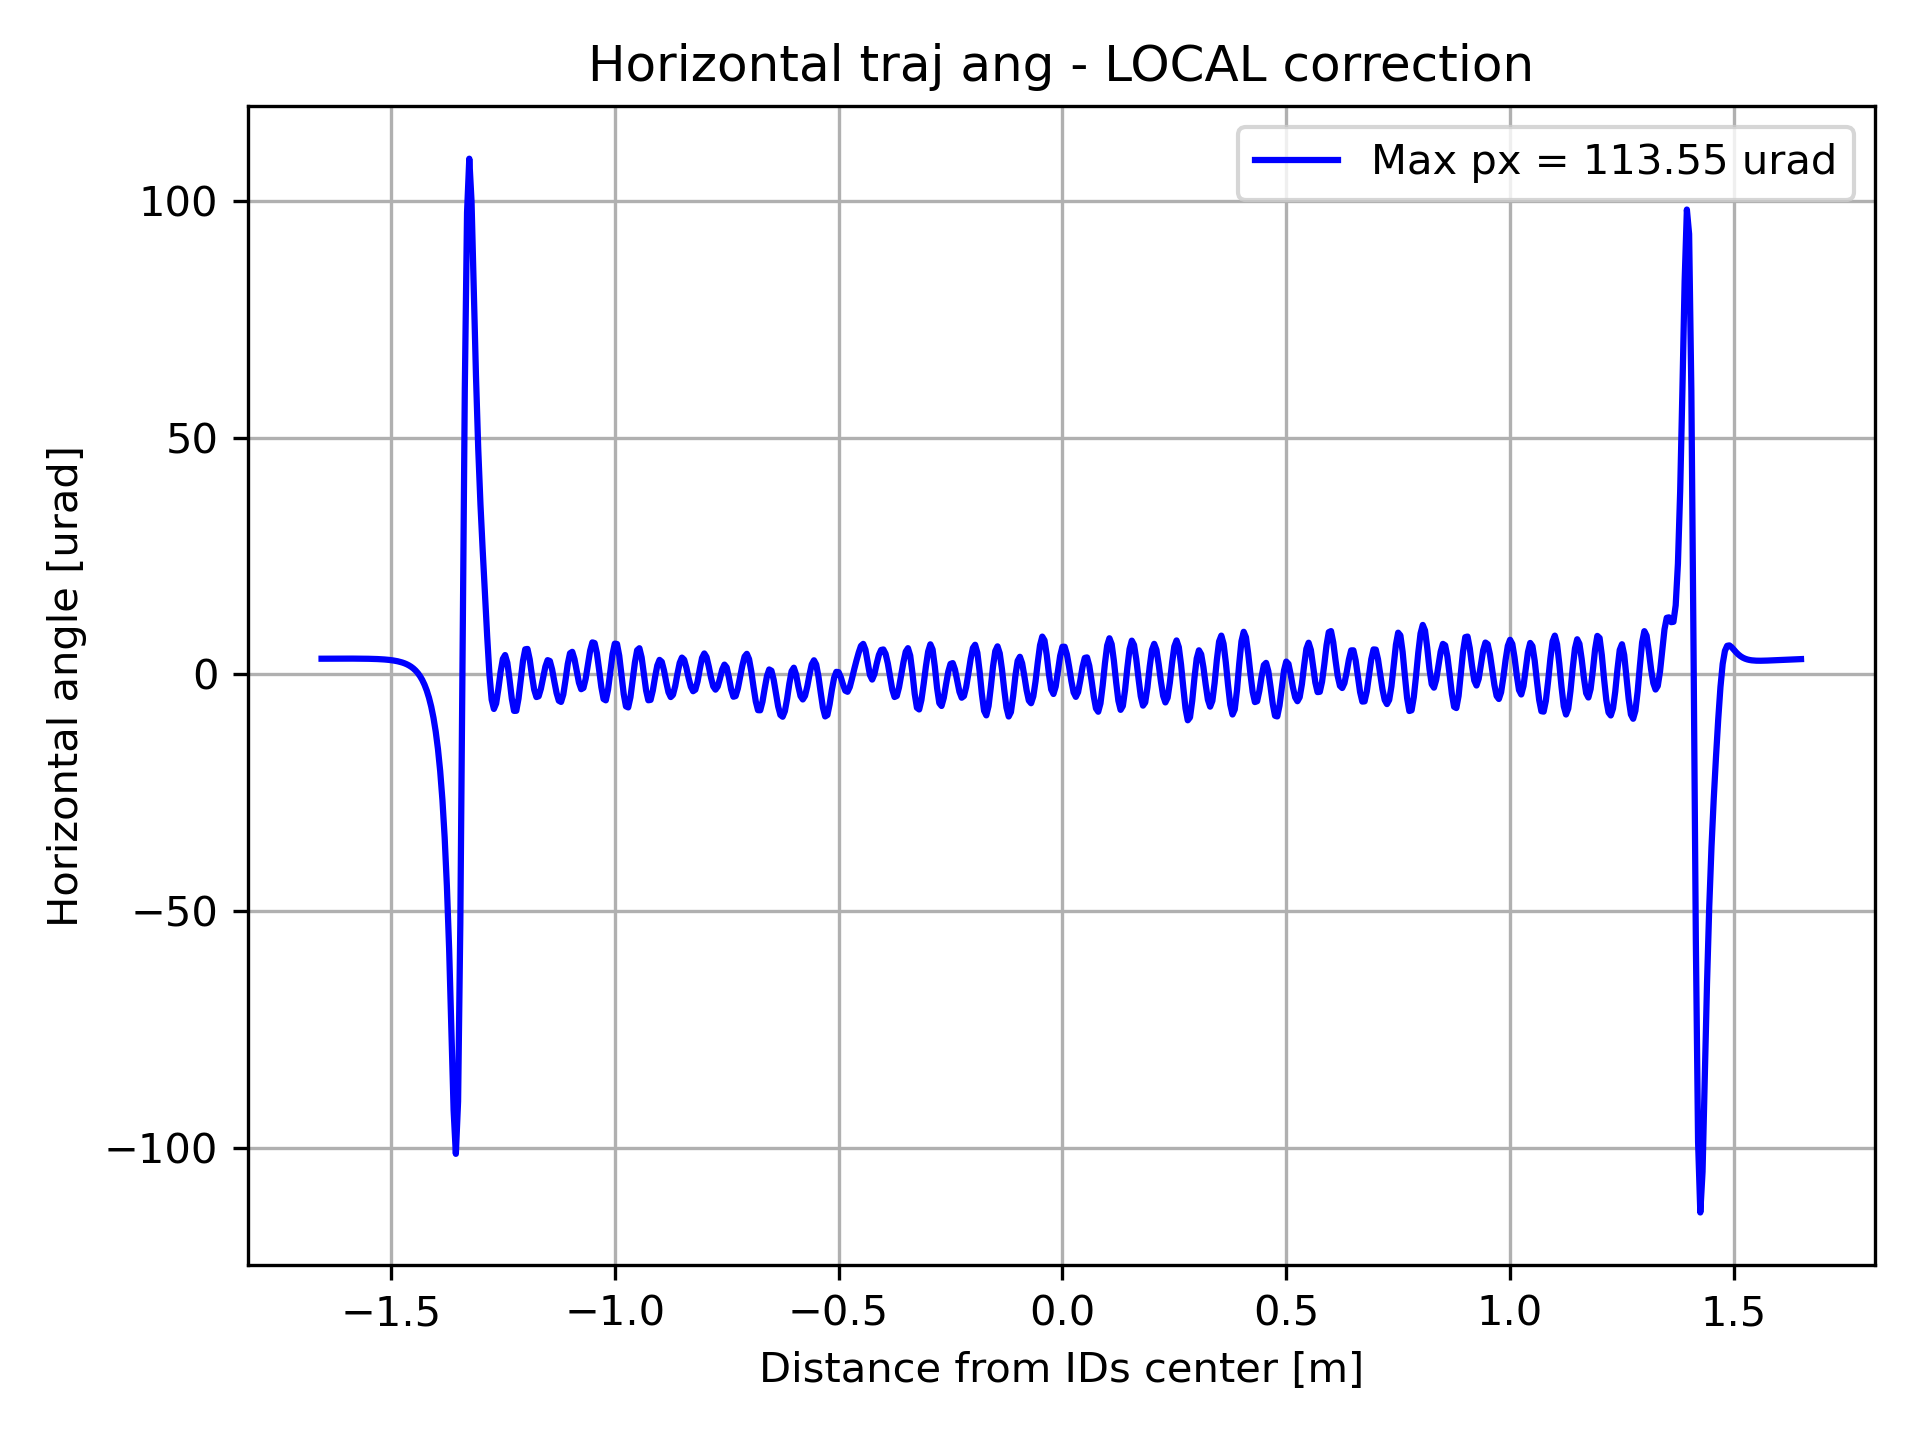 Horizontal traj ang - LOCAL correction
Max px = 113.55 urad
Horizontal angle [urad]
100
50
0
−50
−100
−1.5 −1.0 −0.5 0.0 0.5 1.0 1.5
Distance from IDs center [m]